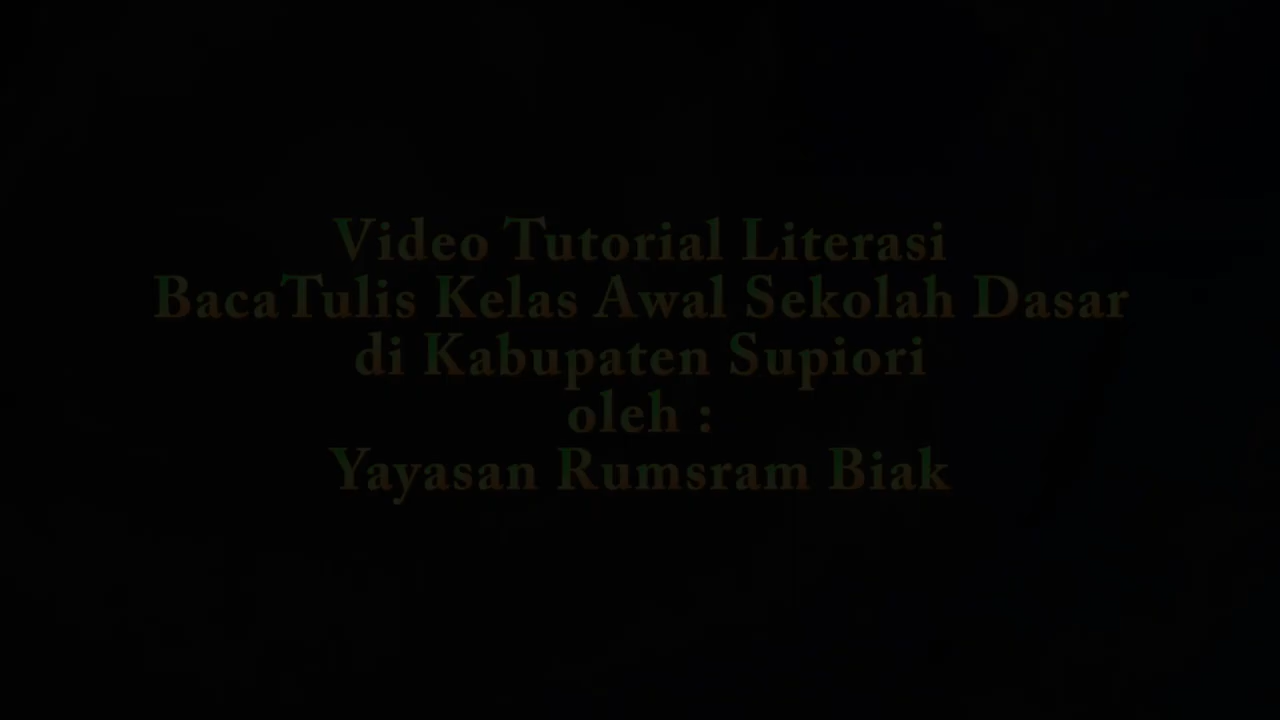 Video Tutorial Literasi
BacaTulis Kelas Awal Sekolah Dasar
di Kabupaten Supiori
oleh :
Yayasan Rumsram Biak